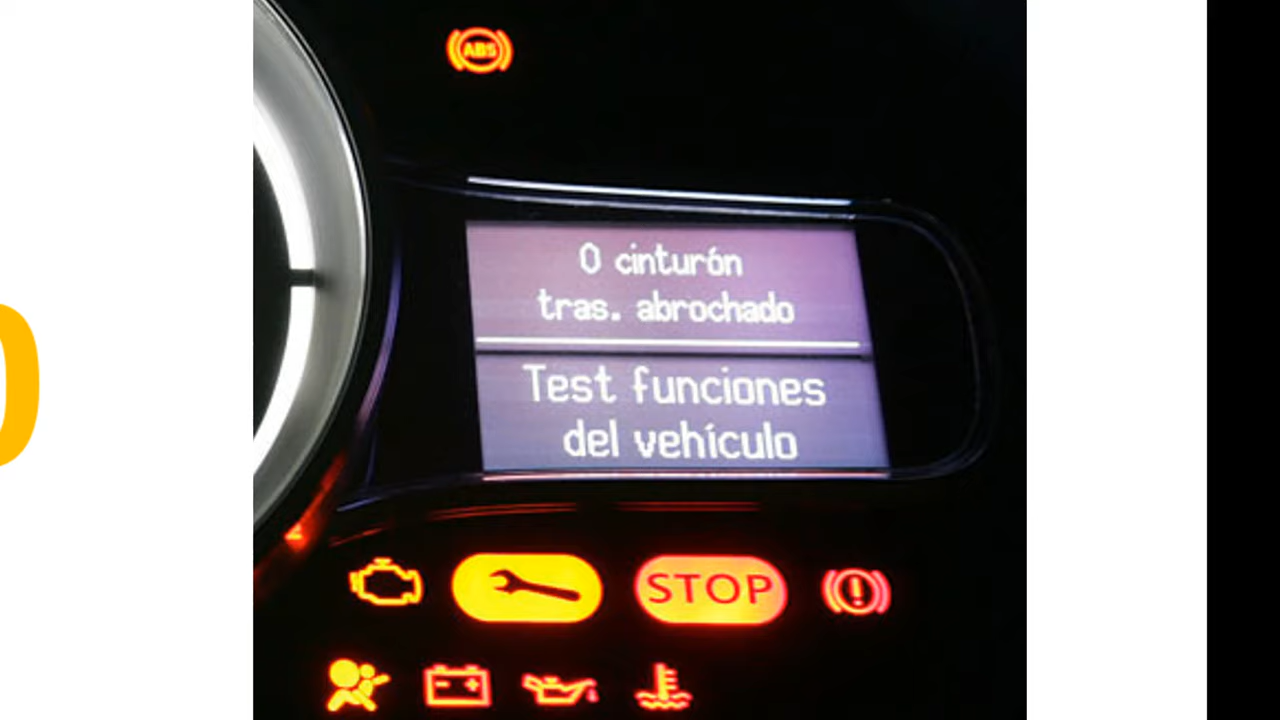 ABS
0 cinturón
tras. abrochado
Test funciones
del vehículo
STOP